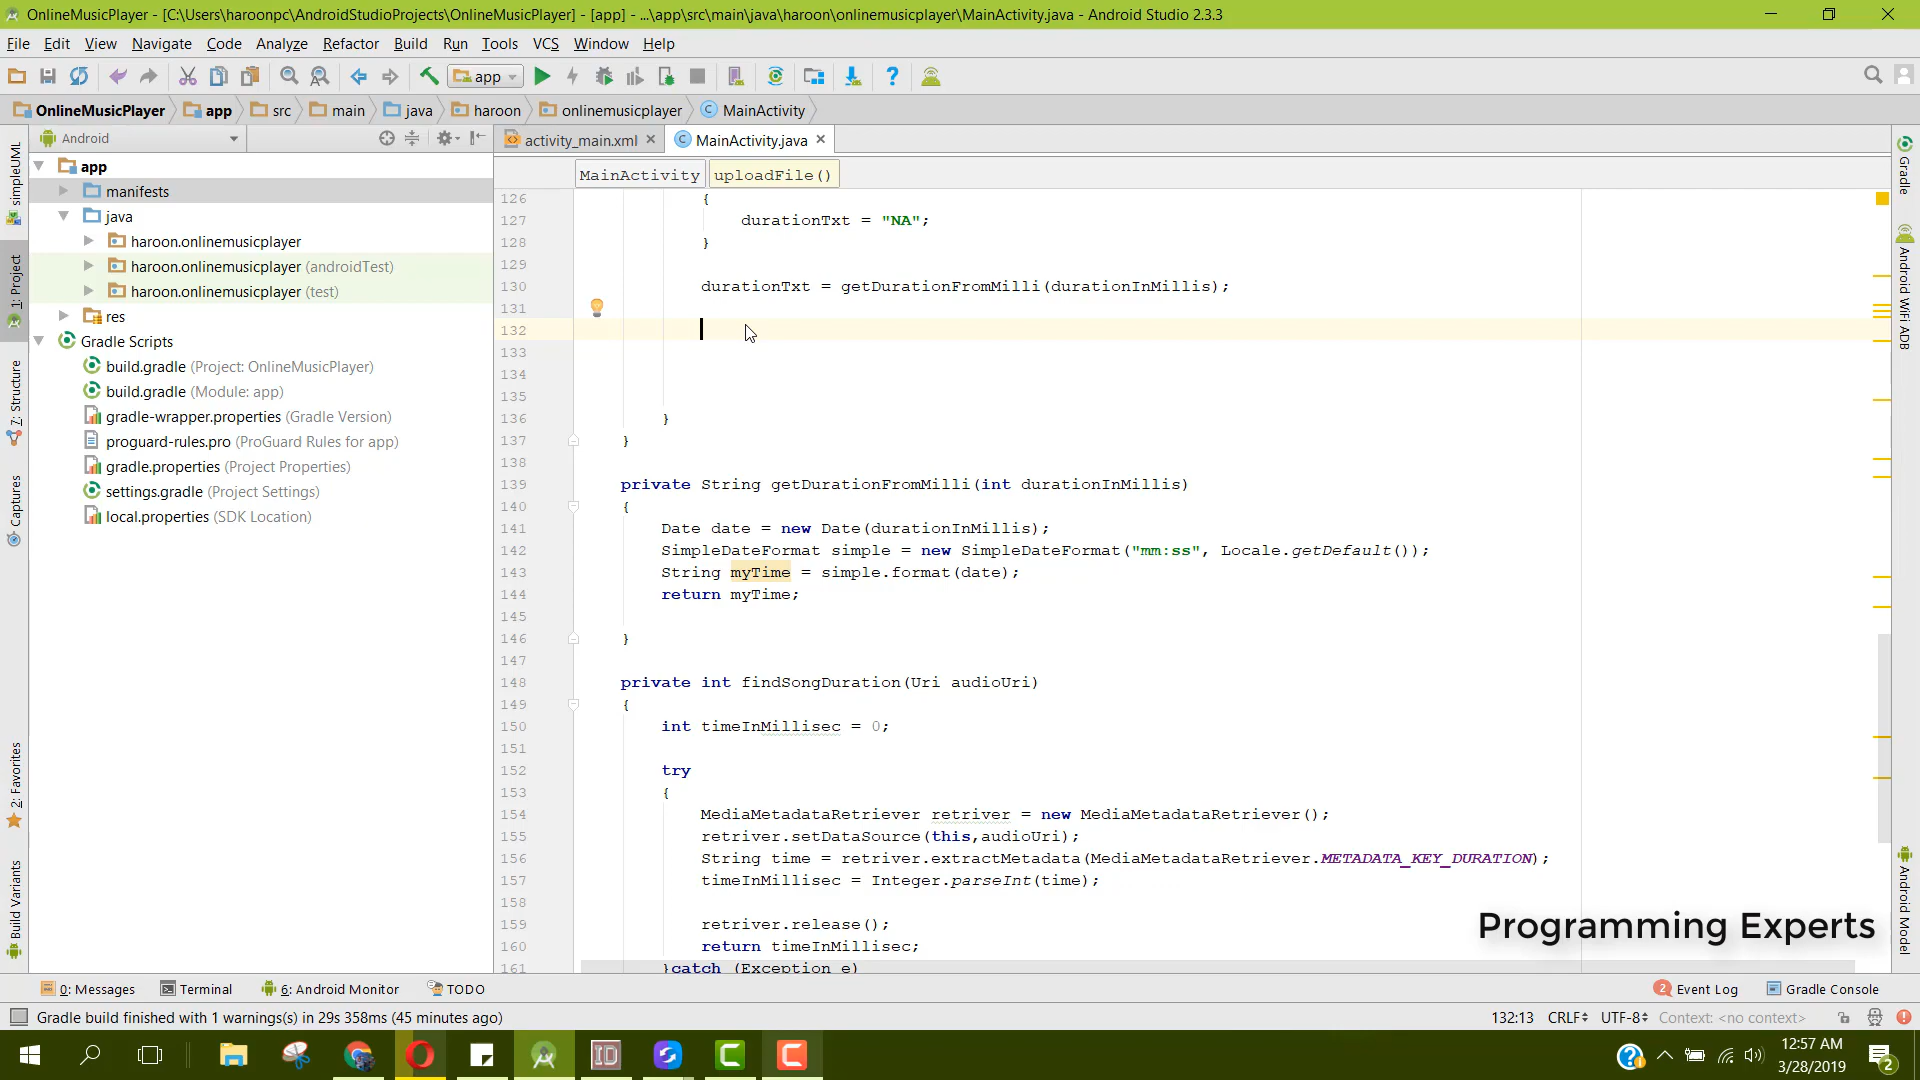 OnlineMusicPlayer - [C:\Users\haroonpc\AndroidStudioProjects\OnlineMusicPlayer] - [app] - ...\app\src\main\java\haroon\onlinemusicplayer\MainActivity.java - Android Studio 2.3.3
File Edit View Navigate Code Analyze Refactor Build Run Tools VCS Window Help
app
OnlineMusicPlayer app src main java haroon onlinemusicplayer MainActivity
Android
activity_main.xml MainActivity.java
MainActivity uploadFile()
simpleUML
1: Project
7: Structure
Captures
2: Favorites
Build Variants
app
manifests
java
haroon.onlinemusicplayer
haroon.onlinemusicplayer (androidTest)
haroon.onlinemusicplayer (test)
res
Gradle Scripts
build.gradle (Project: OnlineMusicPlayer)
build.gradle (Module: app)
gradle-wrapper.properties (Gradle Version)
proguard-rules.pro (ProGuard Rules for app)
gradle.properties (Project Properties)
settings.gradle (Project Settings)
local.properties (SDK Location)
126 {
127 durationTxt = "NA";
128 }
129
130 durationTxt = getDurationFromMilli(durationInMillis);
131
132
133
134
135
136 }
137 }
138
139 private String getDurationFromMilli(int durationInMillis)
140 {
141 Date date = new Date(durationInMillis);
142 SimpleDateFormat simple = new SimpleDateFormat("mm:ss", Locale.getDefault());
143 String myTime = simple.format(date);
144 return myTime;
145
146 }
147
148 private int findSongDuration(Uri audioUri)
149 {
150 int timeInMillisec = 0;
151
152 try
153 {
154 MediaMetadataRetriever retriver = new MediaMetadataRetriever();
155 retriver.setDataSource(this,audioUri);
156 String time = retriver.extractMetadata(MediaMetadataRetriever.METADATA_KEY_DURATION);
157 timeInMillisec = Integer.parseInt(time);
158
159 retriver.release();
160 return timeInMillisec;
161 }catch (Exception e)
Programming Experts
Gradle
Android WiFi ADB
Android Model
0: Messages Terminal 6: Android Monitor TODO 2 Event Log Gradle Console
Gradle build finished with 1 warnings(s) in 29s 358ms (45 minutes ago) 132:13 CRLF UTF-8 Context: <no context>
12:57 AM
3/28/2019
2